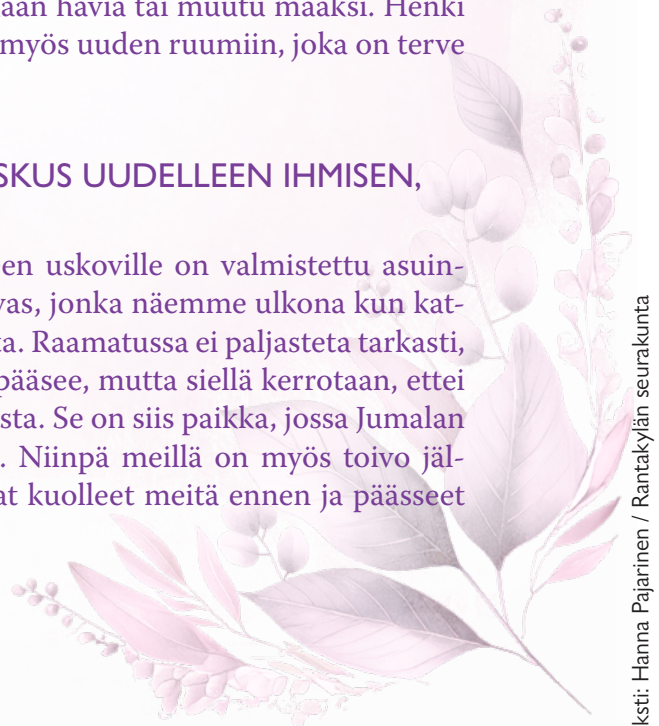 aan häviä tai muutu maaksi. Henki
myös uuden ruumiin, joka on terve
SKUS UUDELLEEN IHMISEN,
en uskoville on valmistettu asuin-
vas, jonka näemme ulkona kun kat-
ta. Raamatussa ei paljasteta tarkasti,
pääsee, mutta siellä kerrotaan, ettei
sta. Se on siis paikka, jossa Jumalan
. Niinpä meillä on myös toivo jäl-
at kuolleet meitä ennen ja päässeet
ksti: Hanna Pajarinen / Rantakylän seurakunta